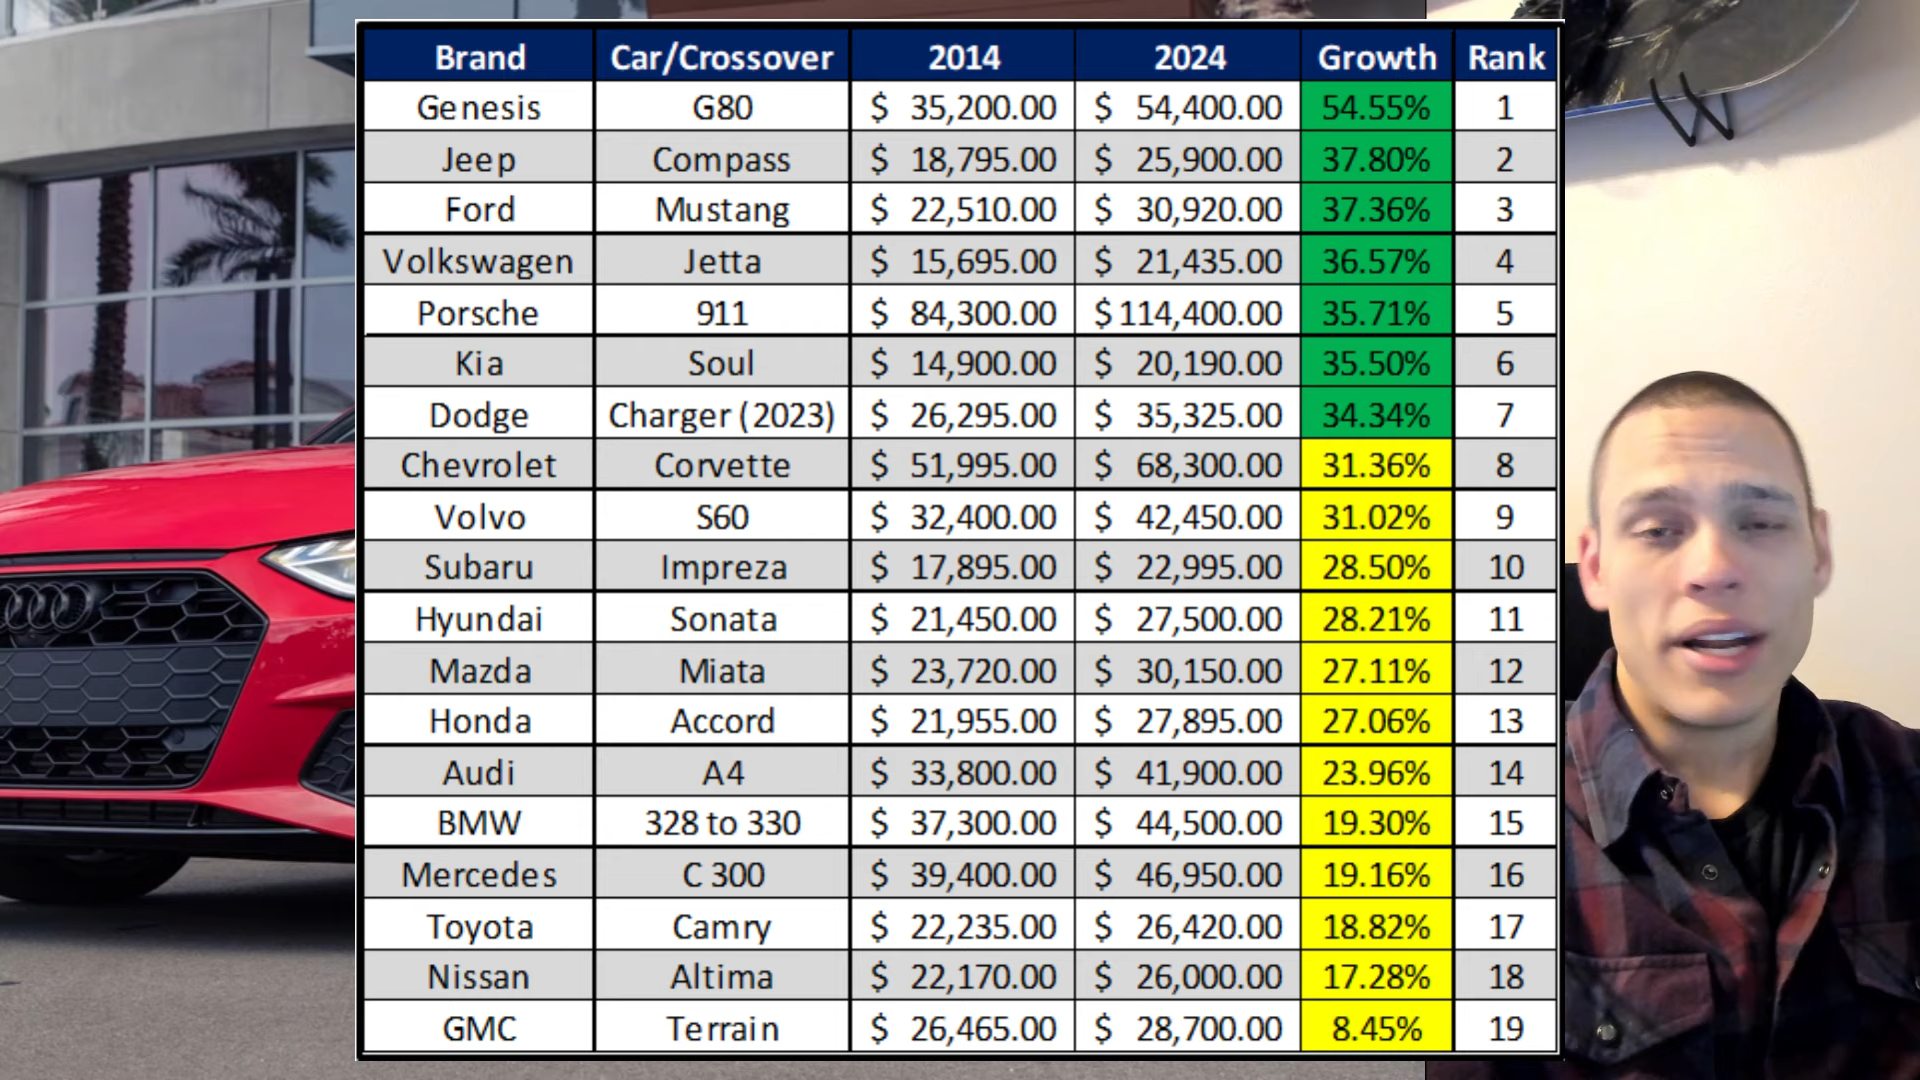 Brand Car/Crossover 2014 2024 Growth Rank
Genesis G80 $ 35,200.00 $ 54,400.00 54.55% 1
Jeep Compass $ 18,795.00 $ 25,900.00 37.80% 2
Ford Mustang $ 22,510.00 $ 30,920.00 37.36% 3
Volkswagen Jetta $ 15,695.00 $ 21,435.00 36.57% 4
Porsche 911 $ 84,300.00 $ 114,400.00 35.71% 5
Kia Soul $ 14,900.00 $ 20,190.00 35.50% 6
Dodge Charger (2023) $ 26,295.00 $ 35,325.00 34.34% 7
Chevrolet Corvette $ 51,995.00 $ 68,300.00 31.36% 8
Volvo S60 $ 32,400.00 $ 42,450.00 31.02% 9
Subaru Impreza $ 17,895.00 $ 22,995.00 28.50% 10
Hyundai Sonata $ 21,450.00 $ 27,500.00 28.21% 11
Mazda Miata $ 23,720.00 $ 30,150.00 27.11% 12
Honda Accord $ 21,955.00 $ 27,895.00 27.06% 13
Audi A4 $ 33,800.00 $ 41,900.00 23.96% 14
BMW 328 to 330 $ 37,300.00 $ 44,500.00 19.30% 15
Mercedes C 300 $ 39,400.00 $ 46,950.00 19.16% 16
Toyota Camry $ 22,235.00 $ 26,420.00 18.82% 17
Nissan Altima $ 22,170.00 $ 26,000.00 17.28% 18
GMC Terrain $ 26,465.00 $ 28,700.00 8.45% 19